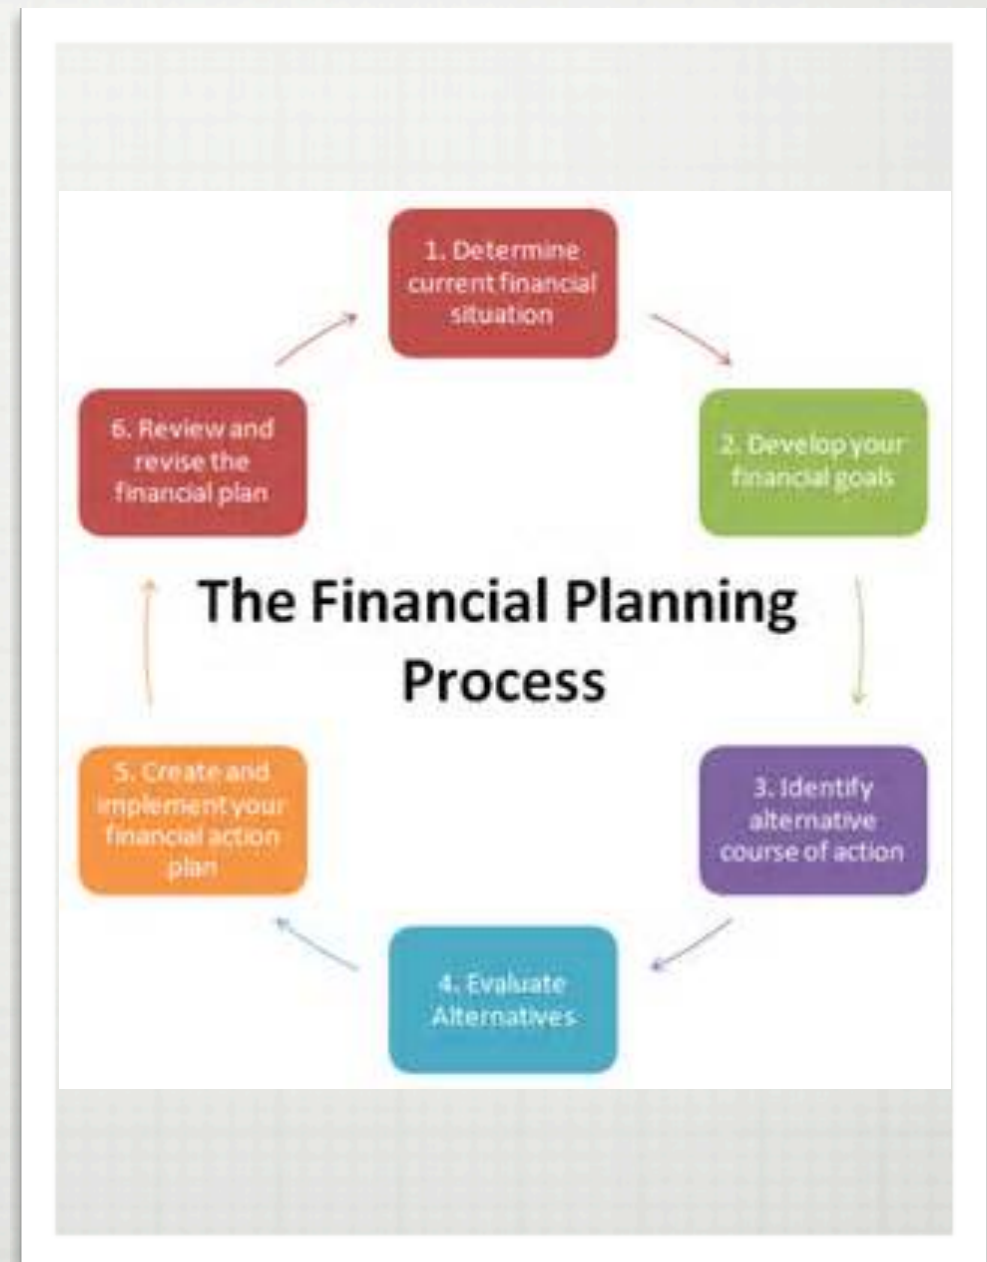 1. Determine
current financial
situation
2. Develop your
financial goals
3. Identify
alternative
course of action
4. Evaluate
Alternatives
5. Create and
implement your
financial action
plan
6. Review and
revise the
financial plan
The Financial Planning
Process